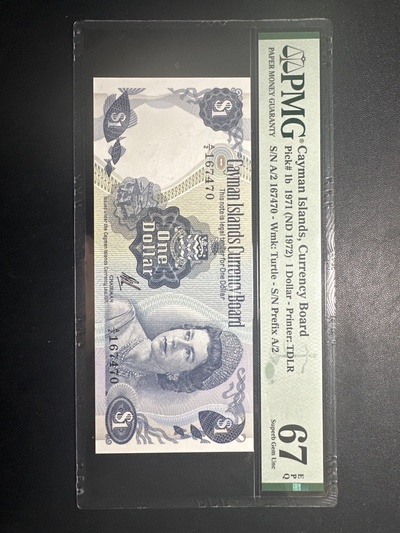 PMG
PAPER MONEY GUARANTY
Cayman Islands, Currency Board
Pick# 1b 1971 (ND 1972) 1 Dollar - Printer: TDLR
S/N A/2 167470 - Wmk: Turtle - S/N Prefix A/2
67
E
P
Q
Superb Gem Unc
$1
$1
Cayman Islands Currency Board
This note is legal tender for One Dollar
A/2 167470
One
Dollar
CHAIRMAN
A/2 167470
$1
$1